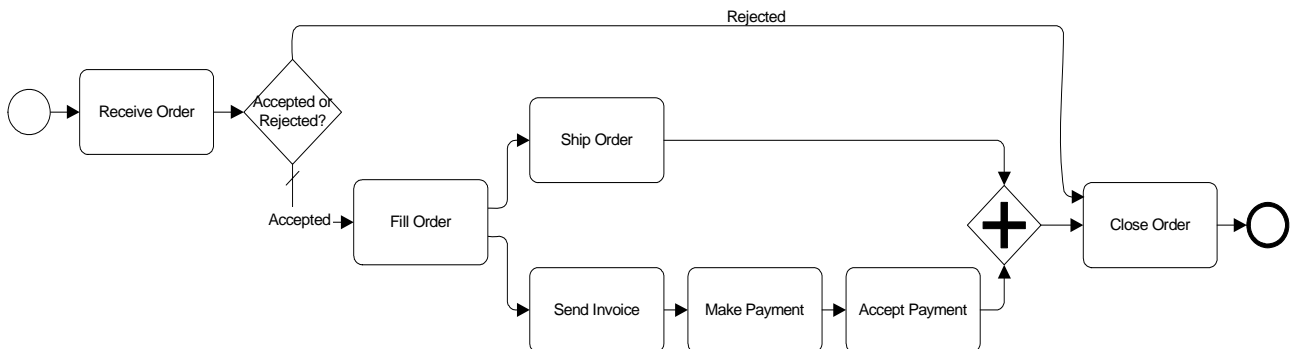 Rejected
Receive Order
Accepted or
Rejected?
Ship Order
Accepted
Fill Order
Close Order
Send Invoice
Make Payment
Accept Payment